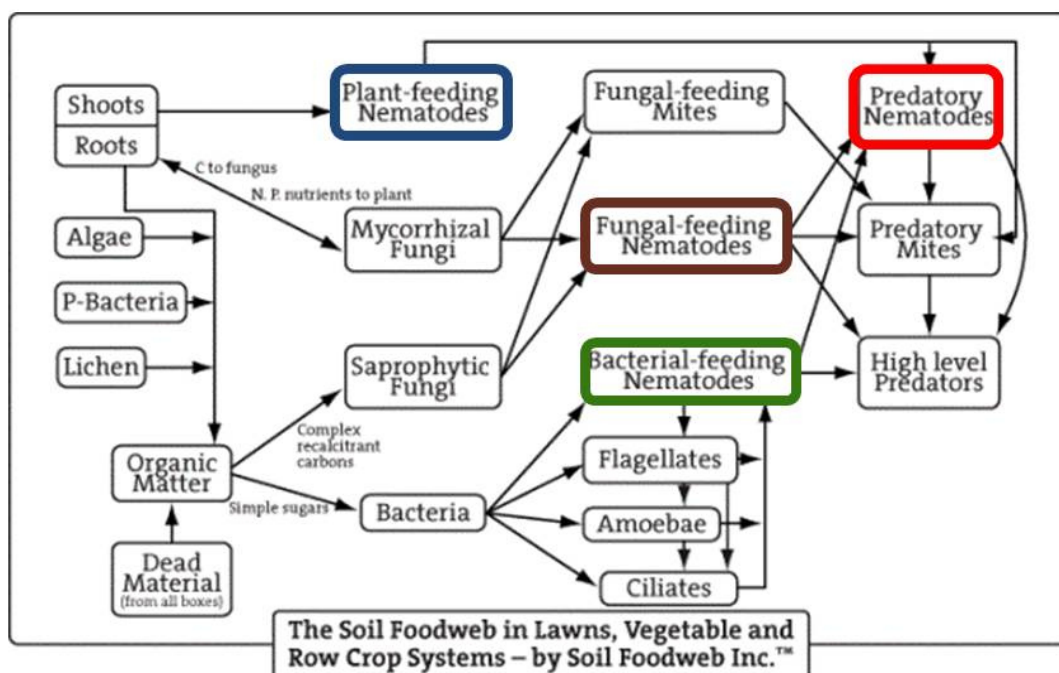 Shoots
Roots
Plant-feeding
Nematodes
Fungal-feeding
Mites
Predatory
Nematodes
C to fungus
N. P. nutrients to plant
Mycorrhizal
Fungi
Fungal-feeding
Nematodes
Predatory
Mites
Algae
P-Bacteria
Lichen
Saprophytic
Fungi
Bacterial-feeding
Nematodes
High level
Predators
Complex
recalcitrant
carbons
Organic
Matter
Simple sugars
Bacteria
Flagellates
Amoebae
Ciliates
Dead
Material
(from all boxes)
The Soil Foodweb in Lawns, Vegetable and
Row Crop Systems – by Soil Foodweb Inc.™